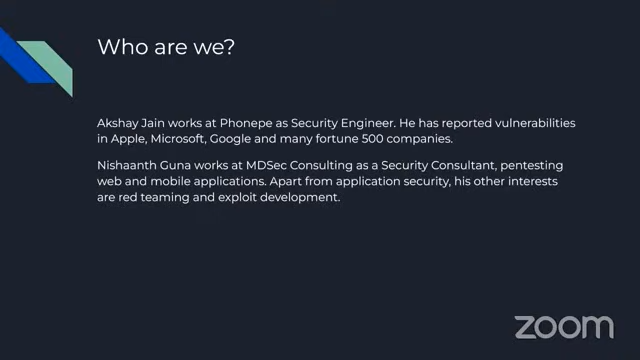 Who are we?
Akshay Jain works at Phonepe as Security Engineer. He has reported vulnerabilities
in Apple, Microsoft, Google and many fortune 500 companies.
Nishaanth Guna works at MDSec Consulting as a Security Consultant, pentesting
web and mobile applications. Apart from application security, his other interests
are red teaming and exploit development.
zoom